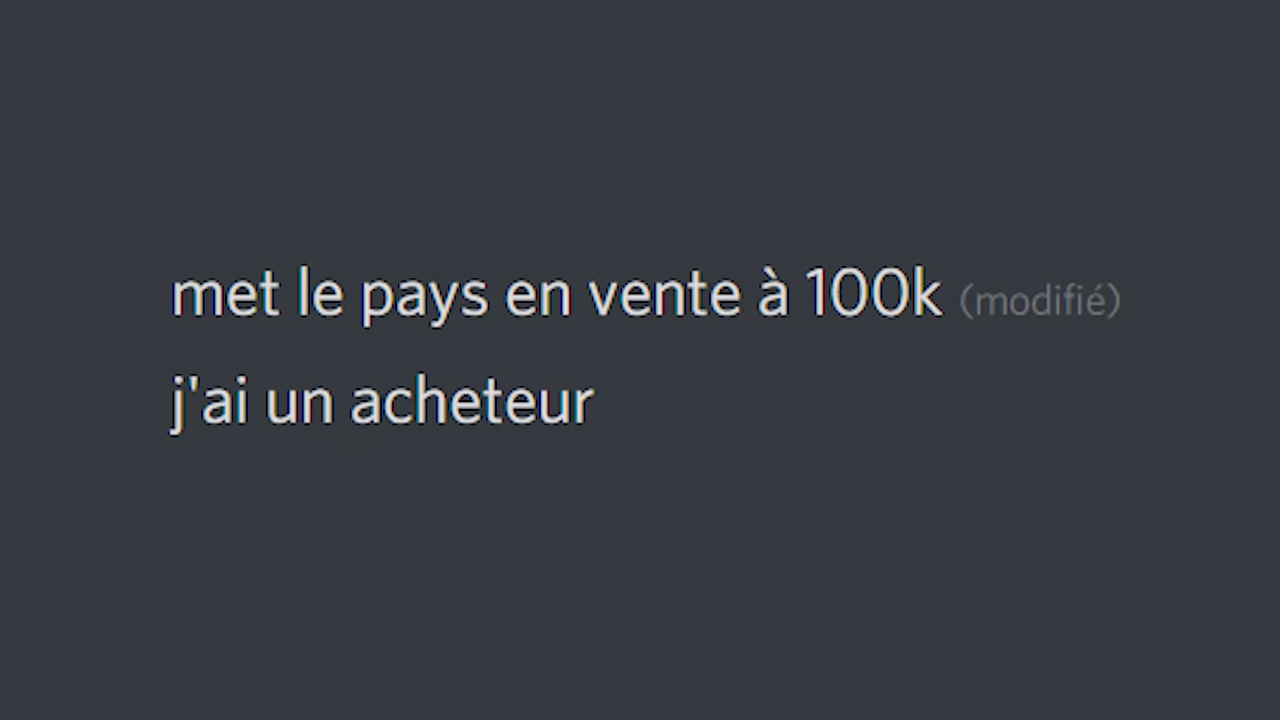 met le pays en vente à 100k (modifié)
j'ai un acheteur